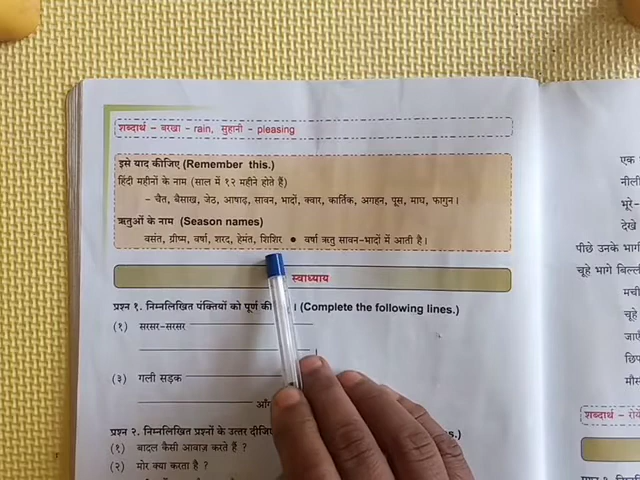 शब्दार्थ – बरखा - rain, सुहानी - pleasing
इसे याद कीजिए (Remember this.)
हिंदी महीनों के नाम (साल में १२ महीने होते हैं)
– चैत, बैसाख, जेठ, आषाढ़, सावन, भादों, क्वार, कार्तिक, अगहन, पूस, माघ, फागुन।
ऋतुओं के नाम (Season names)
वसंत, ग्रीष्म, वर्षा, शरद, हेमंत, शिशिर ● वर्षा ऋतु सावन-भादों में आती है।
स्वाध्याय
प्रश्न १. निम्नलिखित पंक्तियों को पूर्ण । (Complete the following lines.)
(१) सरसर-सरसर
(३) गली सड़क
प्रश्न २. निम्नलिखित प्रश्नों के उत्तर
(१) बादल कैसी आवाज़ करते हैं ?
(२) मोर क्या करता है ?
एक
नीली
भूरे-
देखे
पीछे उनके भागी
चूहे भागे बिल्ली
मची
चूहे
जाएँ
छिप
मौसी
शब्दार्थ -